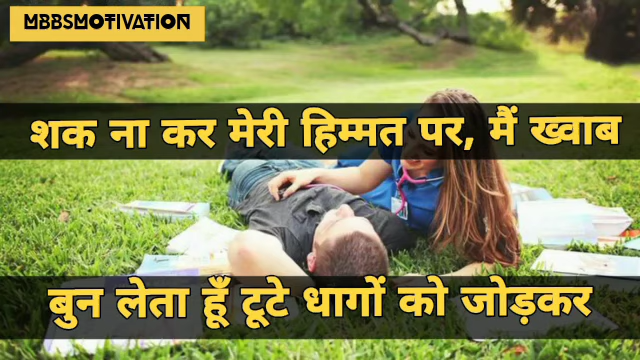 MBBSMOTIVATION
शक ना कर मेरी हिम्मत पर, मैं ख्वाब
बुन लेता हूँ टूटे धागों को जोड़कर